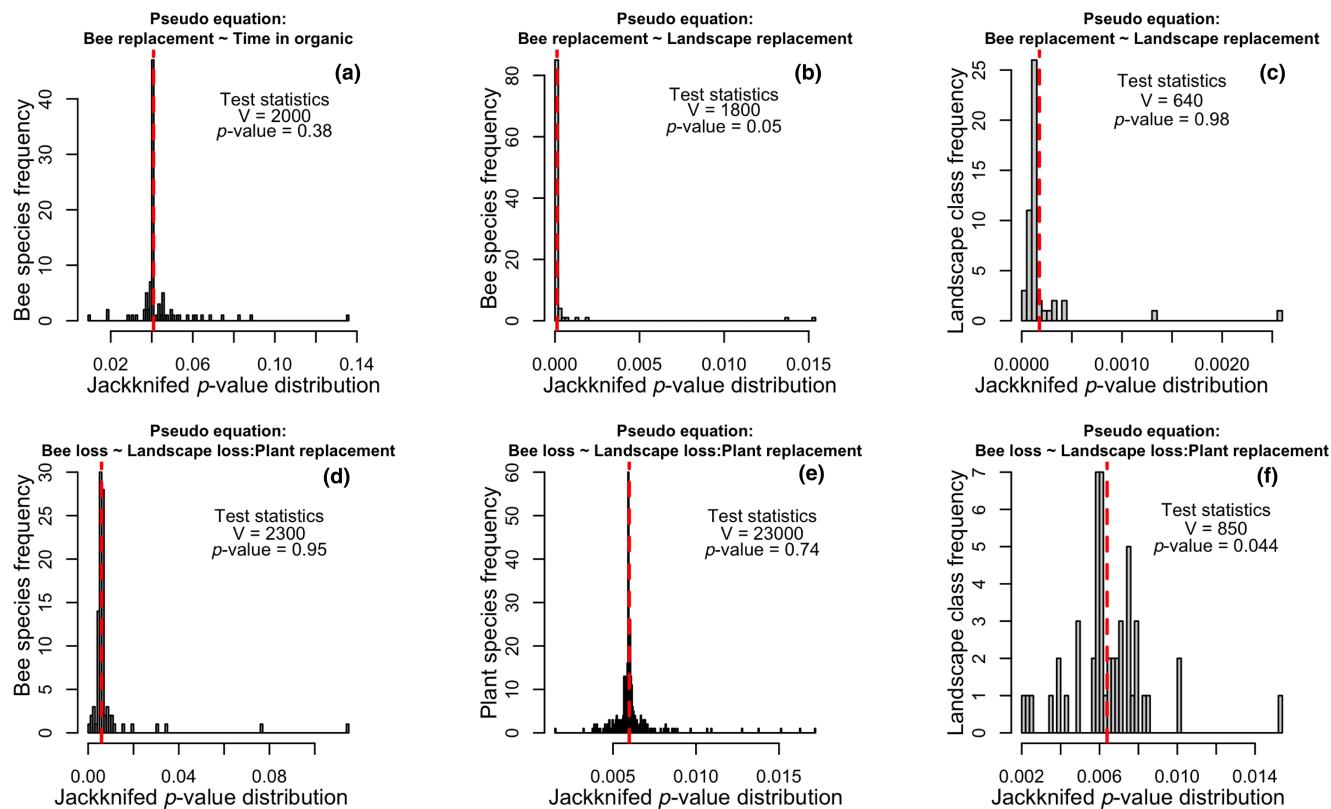 Pseudo equation:
Bee replacement ~ Time in organic
(a)
Test statistics
V = 2000
p-value = 0.38
Bee species frequency
0
10
20
30
40
0.02
0.06
0.10
0.14
Jackknifed p-value distribution
Pseudo equation:
Bee replacement ~ Landscape replacement
(b)
Test statistics
V = 1800
p-value = 0.05
Bee species frequency
0
20
40
60
80
0.000
0.005
0.010
0.015
Jackknifed p-value distribution
Pseudo equation:
Bee replacement ~ Landscape replacement
(c)
Test statistics
V = 640
p-value = 0.98
Landscape class frequency
0
5
10
15
20
25
0.0000
0.0010
0.0020
Jackknifed p-value distribution
Pseudo equation:
Bee loss ~ Landscape loss:Plant replacement
(d)
Test statistics
V = 2300
p-value = 0.95
Bee species frequency
0
5
10
15
20
25
30
0.00
0.04
0.08
Jackknifed p-value distribution
Pseudo equation:
Bee loss ~ Landscape loss:Plant replacement
(e)
Test statistics
V = 23000
p-value = 0.74
Plant species frequency
0
10
20
30
40
50
60
0.005
0.010
0.015
Jackknifed p-value distribution
Pseudo equation:
Bee loss ~ Landscape loss:Plant replacement
(f)
Test statistics
V = 850
p-value = 0.044
Landscape class frequency
0
1
2
3
4
5
6
7
0.002
0.006
0.010
0.014
Jackknifed p-value distribution